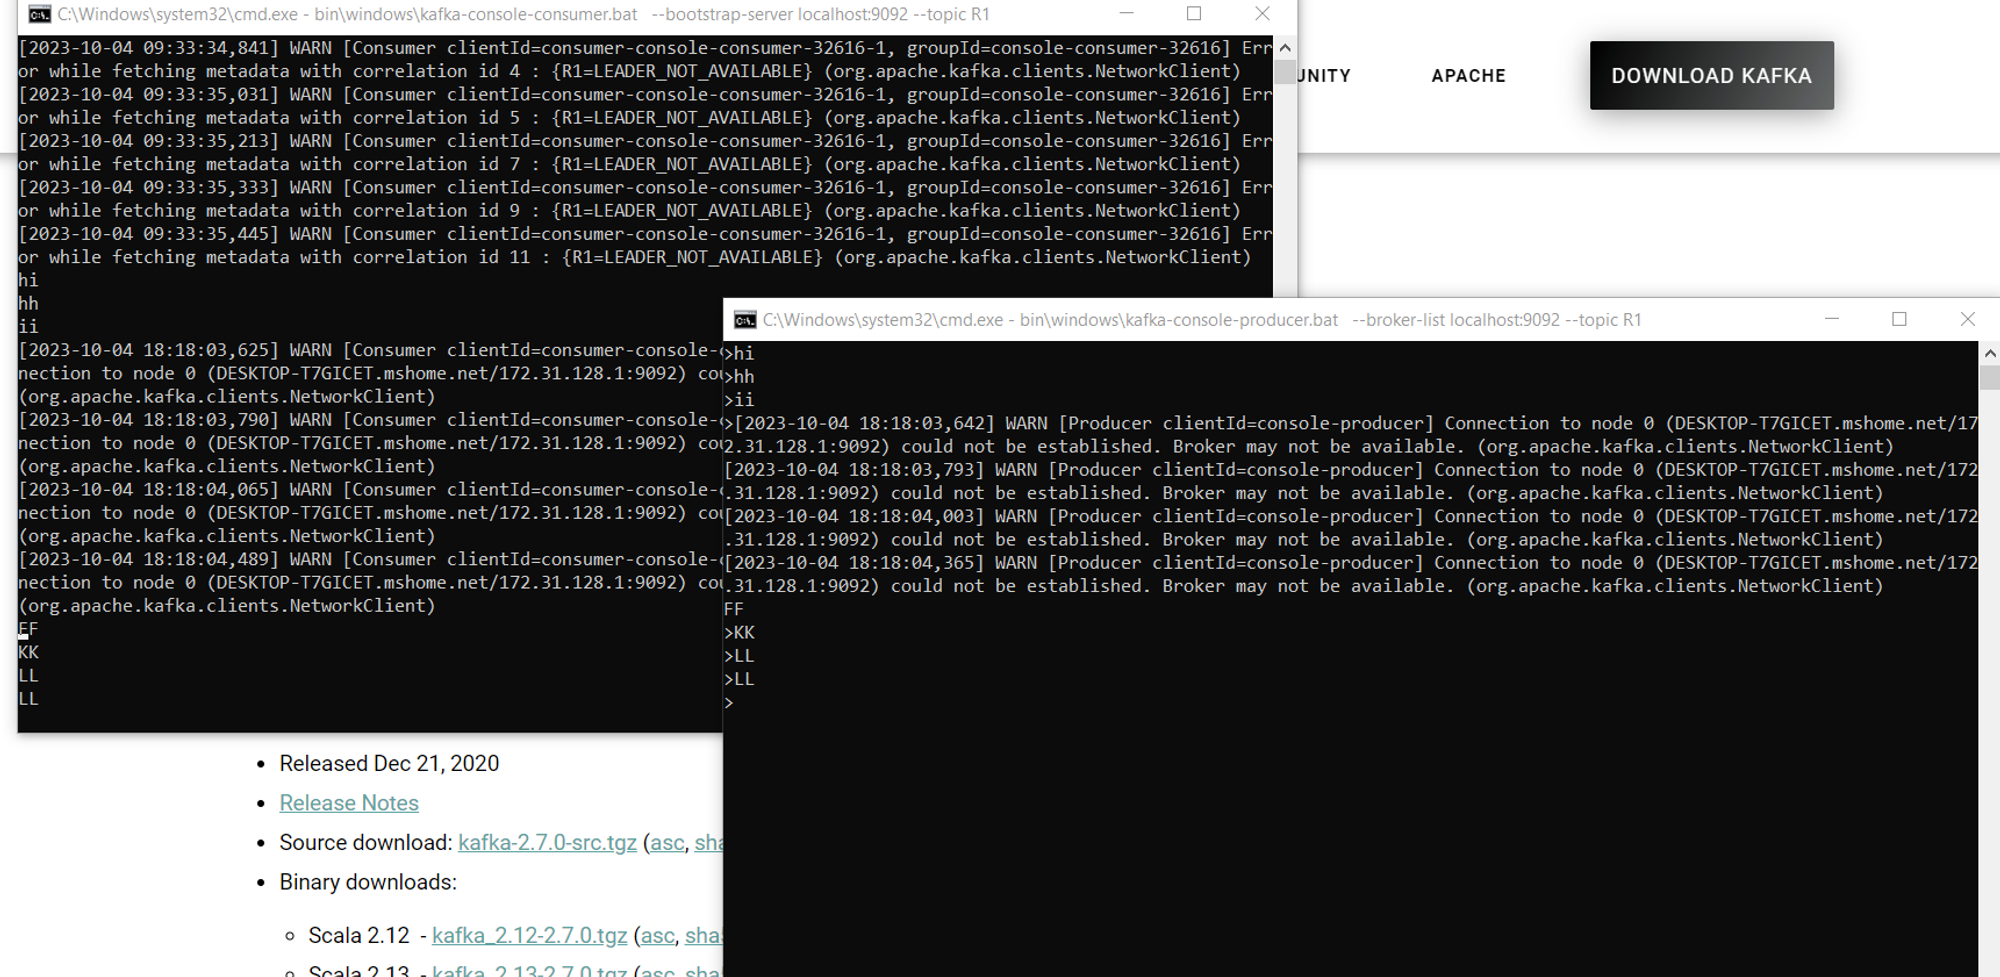 C:\Windows\system32\cmd.exe - bin\windows\kafka-console-consumer.bat --bootstrap-server localhost:9092 --topic R1
[2023-10-04 09:33:34,841] WARN [Consumer clientId=consumer-console-consumer-32616-1, groupId=console-consumer-32616] Err
or while fetching metadata with correlation id 4 : {R1=LEADER_NOT_AVAILABLE} (org.apache.kafka.clients.NetworkClient)
[2023-10-04 09:33:35,031] WARN [Consumer clientId=consumer-console-consumer-32616-1, groupId=console-consumer-32616] Err
or while fetching metadata with correlation id 5 : {R1=LEADER_NOT_AVAILABLE} (org.apache.kafka.clients.NetworkClient)
[2023-10-04 09:33:35,213] WARN [Consumer clientId=consumer-console-consumer-32616-1, groupId=console-consumer-32616] Err
or while fetching metadata with correlation id 7 : {R1=LEADER_NOT_AVAILABLE} (org.apache.kafka.clients.NetworkClient)
[2023-10-04 09:33:35,333] WARN [Consumer clientId=consumer-console-consumer-32616-1, groupId=console-consumer-32616] Err
or while fetching metadata with correlation id 9 : {R1=LEADER_NOT_AVAILABLE} (org.apache.kafka.clients.NetworkClient)
[2023-10-04 09:33:35,445] WARN [Consumer clientId=consumer-console-consumer-32616-1, groupId=console-consumer-32616] Err
or while fetching metadata with correlation id 11 : {R1=LEADER_NOT_AVAILABLE} (org.apache.kafka.clients.NetworkClient)
hi
hh
ii
[2023-10-04 18:18:03,625] WARN [Consumer clientId=consumer-console-
nection to node 0 (DESKTOP-T7GICET.mshome.net/172.31.128.1:9092) cou
(org.apache.kafka.clients.NetworkClient)
[2023-10-04 18:18:03,790] WARN [Consumer clientId=consumer-console-
nection to node 0 (DESKTOP-T7GICET.mshome.net/172.31.128.1:9092) cou
(org.apache.kafka.clients.NetworkClient)
[2023-10-04 18:18:04,065] WARN [Consumer clientId=consumer-console-
nection to node 0 (DESKTOP-T7GICET.mshome.net/172.31.128.1:9092) cou
(org.apache.kafka.clients.NetworkClient)
[2023-10-04 18:18:04,489] WARN [Consumer clientId=consumer-console-
nection to node 0 (DESKTOP-T7GICET.mshome.net/172.31.128.1:9092) cou
(org.apache.kafka.clients.NetworkClient)
FF
KK
LL
LL
UNITY
APACHE
DOWNLOAD KAFKA
C:\Windows\system32\cmd.exe - bin\windows\kafka-console-producer.bat --broker-list localhost:9092 --topic R1
>hi
>hh
>ii
>[2023-10-04 18:18:03,642] WARN [Producer clientId=console-producer] Connection to node 0 (DESKTOP-T7GICET.mshome.net/17
2.31.128.1:9092) could not be established. Broker may not be available. (org.apache.kafka.clients.NetworkClient)
[2023-10-04 18:18:03,793] WARN [Producer clientId=console-producer] Connection to node 0 (DESKTOP-T7GICET.mshome.net/172
.31.128.1:9092) could not be established. Broker may not be available. (org.apache.kafka.clients.NetworkClient)
[2023-10-04 18:18:04,003] WARN [Producer clientId=console-producer] Connection to node 0 (DESKTOP-T7GICET.mshome.net/172
.31.128.1:9092) could not be established. Broker may not be available. (org.apache.kafka.clients.NetworkClient)
[2023-10-04 18:18:04,365] WARN [Producer clientId=console-producer] Connection to node 0 (DESKTOP-T7GICET.mshome.net/172
.31.128.1:9092) could not be established. Broker may not be available. (org.apache.kafka.clients.NetworkClient)
FF
>KK
>LL
>LL
>
• Released Dec 21, 2020
• Release Notes
• Source download: kafka-2.7.0-src.tgz (asc, sha
• Binary downloads:
◦ Scala 2.12 - kafka_2.12-2.7.0.tgz (asc, sha
◦ Scala 2.13 - kafka_2.13-2.7.0.tgz (asc, sha